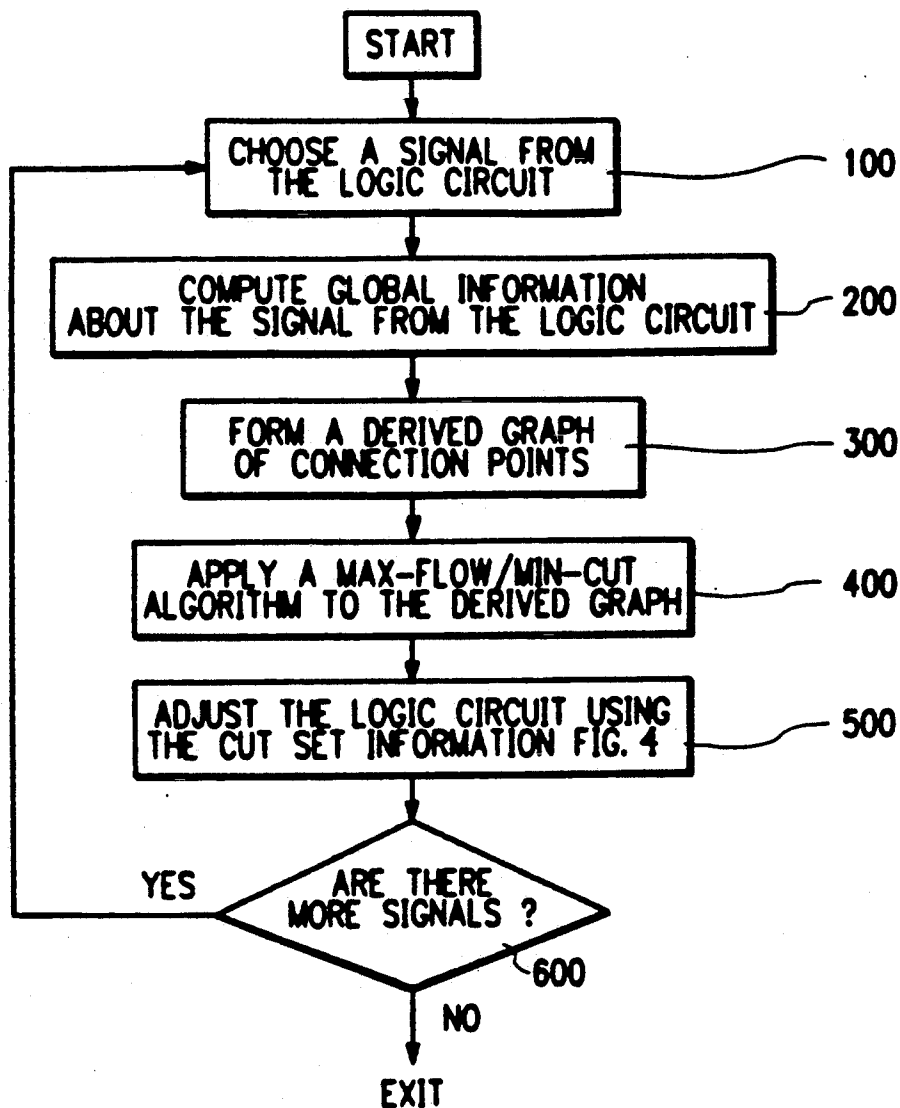 START
CHOOSE A SIGNAL FROM
THE LOGIC CIRCUIT
100
COMPUTE GLOBAL INFORMATION
ABOUT THE SIGNAL FROM THE LOGIC CIRCUIT
200
FORM A DERIVED GRAPH
OF CONNECTION POINTS
300
APPLY A MAX-FLOW/MIN-CUT
ALGORITHM TO THE DERIVED GRAPH
400
ADJUST THE LOGIC CIRCUIT USING
THE CUT SET INFORMATION FIG. 4
500
YES
ARE THERE
MORE SIGNALS ?
600
NO
EXIT